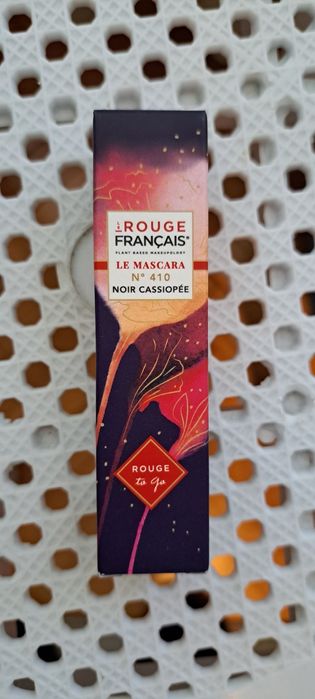 LE ROUGE
FRANÇAIS®
PLANT BASED MAKEUPOLOGY
LE MASCARA
N° 410
NOIR CASSIOPÉE
ROUGE
to go